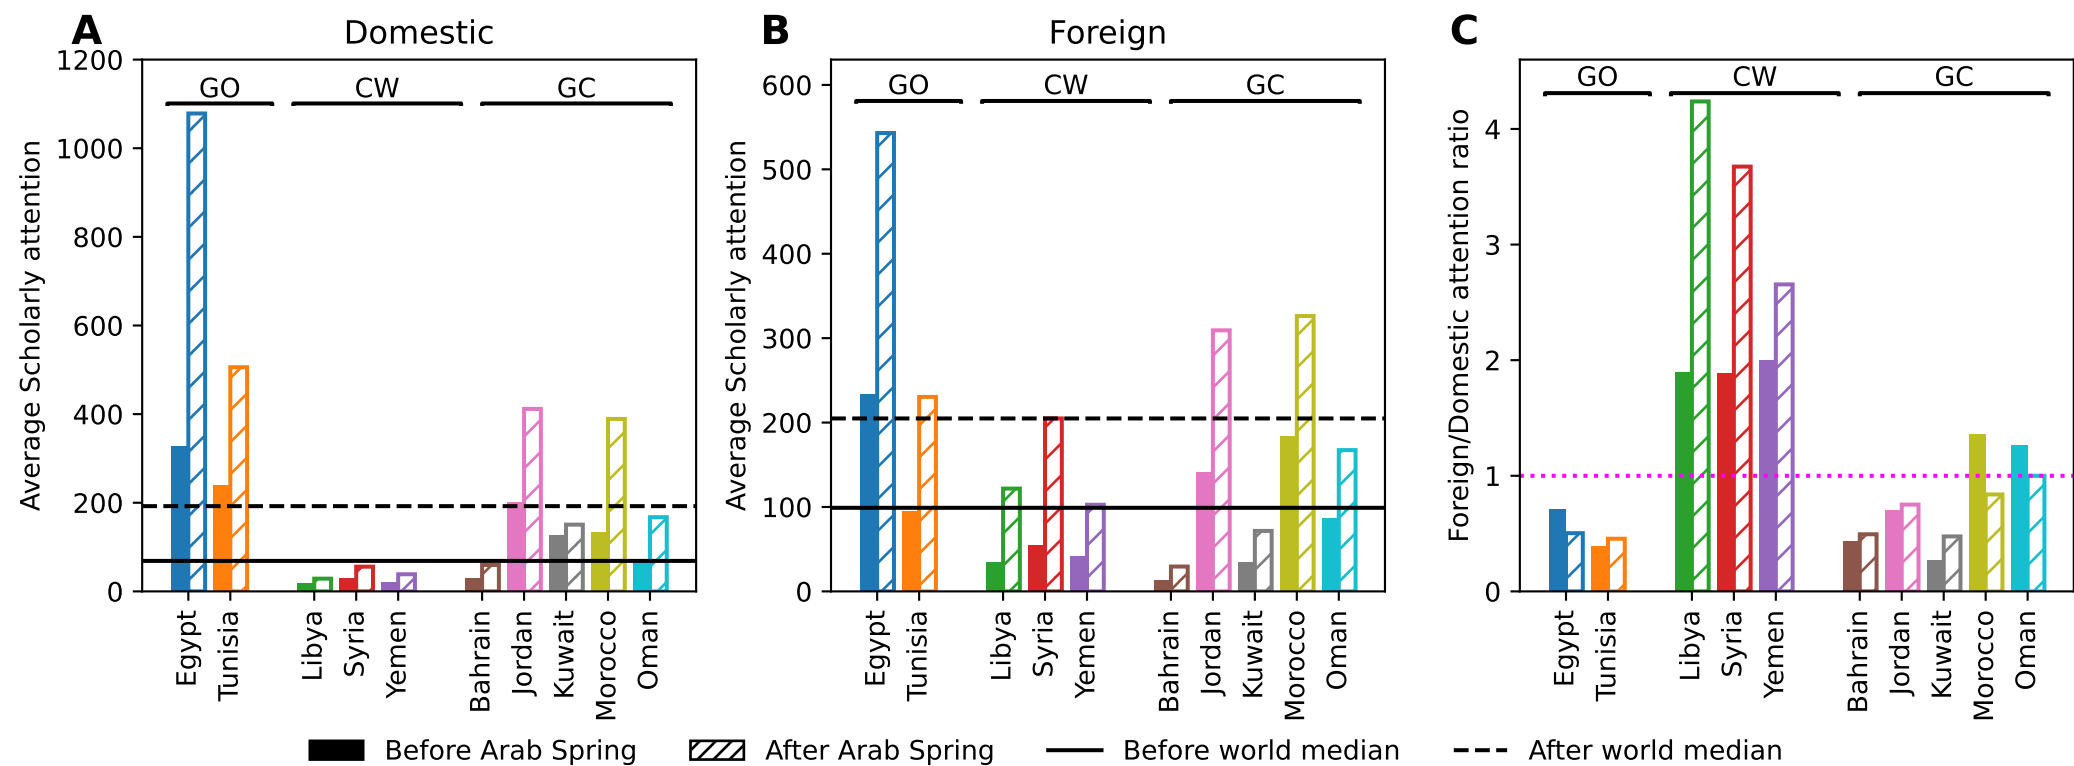 A
Domestic
Average Scholarly attention
1200
1000
800
600
400
200
0
GO
CW
GC
Egypt
Tunisia
Libya
Syria
Yemen
Bahrain
Jordan
Kuwait
Morocco
Oman
B
Foreign
Average Scholarly attention
600
500
400
300
200
100
0
GO
CW
GC
Egypt
Tunisia
Libya
Syria
Yemen
Bahrain
Jordan
Kuwait
Morocco
Oman
C
Foreign/Domestic attention ratio
4
3
2
1
0
GO
CW
GC
Egypt
Tunisia
Libya
Syria
Yemen
Bahrain
Jordan
Kuwait
Morocco
Oman
Before Arab Spring
After Arab Spring
Before world median
After world median